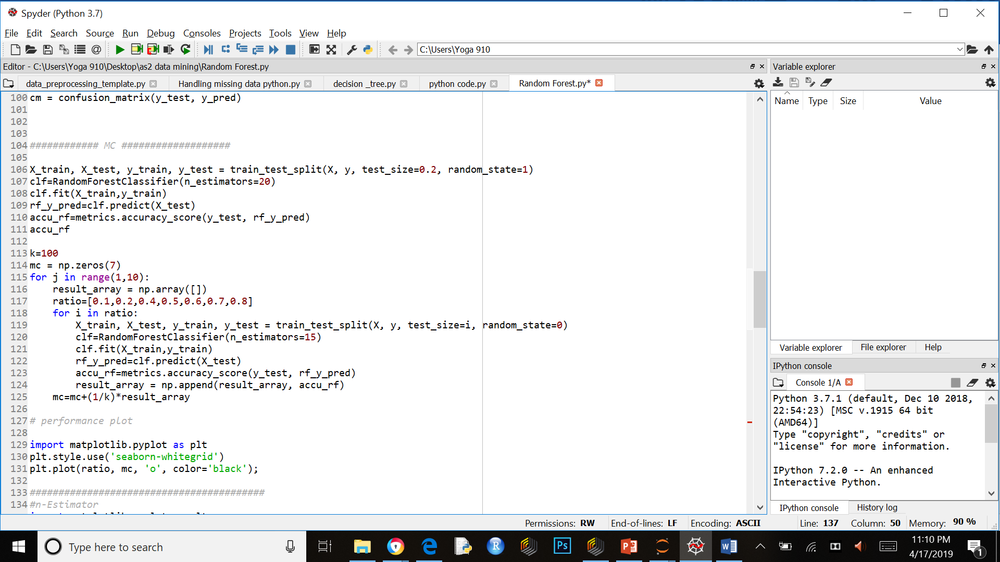 Spyder (Python 3.7)
File Edit Search Source Run Debug Consoles Projects Tools View Help
C:\Users\Yoga 910
Editor - C:\Users\Yoga 910\Desktop\as2 data mining\Random Forest.py
data_preprocessing_template.py Handling missing data python.py decision _tree.py python code.py Random Forest.py*
100 cm = confusion_matrix(y_test, y_pred)
101
102
103
104 ############ MC ###################
105
106 X_train, X_test, y_train, y_test = train_test_split(X, y, test_size=0.2, random_state=1)
107 clf=RandomForestClassifier(n_estimators=20)
108 clf.fit(X_train,y_train)
109 rf_y_pred=clf.predict(X_test)
110 accu_rf=metrics.accuracy_score(y_test, rf_y_pred)
111 accu_rf
112
113 k=100
114 mc = np.zeros(7)
115 for j in range(1,10):
116     result_array = np.array([])
117     ratio=[0.1,0.2,0.4,0.5,0.6,0.7,0.8]
118     for i in ratio:
119         X_train, X_test, y_train, y_test = train_test_split(X, y, test_size=i, random_state=0)
120         clf=RandomForestClassifier(n_estimators=15)
121         clf.fit(X_train,y_train)
122         rf_y_pred=clf.predict(X_test)
123         accu_rf=metrics.accuracy_score(y_test, rf_y_pred)
124         result_array = np.append(result_array, accu_rf)
125     mc=mc+(1/k)*result_array
126
127 # performance plot
128
129 import matplotlib.pyplot as plt
130 plt.style.use('seaborn-whitegrid')
131 plt.plot(ratio, mc, 'o', color='black');
132
133 #########################################
134 #n-Estimator
Variable explorer
Name Type Size Value
Variable explorer File explorer Help
IPython console
Console 1/A
Python 3.7.1 (default, Dec 10 2018,
22:54:23) [MSC v.1915 64 bit
(AMD64)]
Type "copyright", "credits" or
"license" for more information.
IPython 7.2.0 -- An enhanced
Interactive Python.
IPython console History log
Permissions: RW End-of-lines: LF Encoding: ASCII Line: 137 Column: 50 Memory: 90 %
Type here to search
Ps
11:10 PM
4/17/2019
1